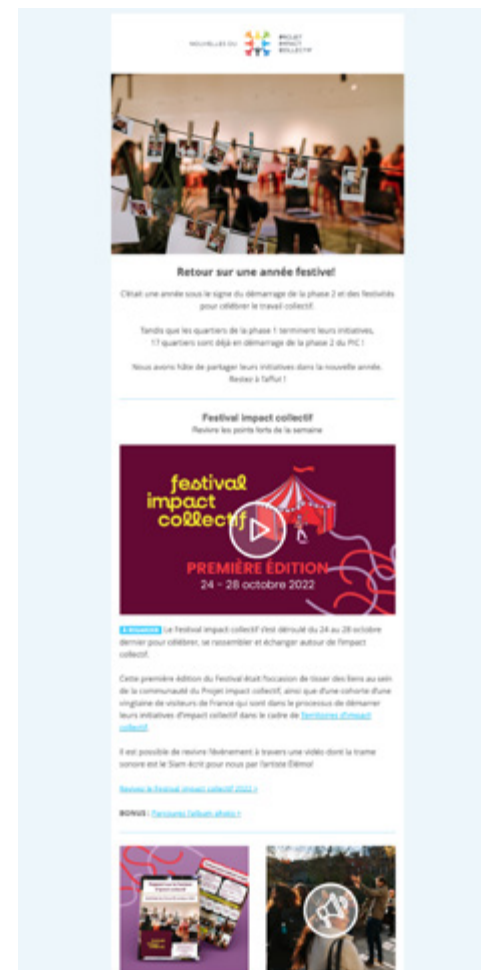 NOUVELLES DU
PROJET
IMPACT
COLLECTIF
Retour sur une année festive!
C'était une année sous le signe du démarrage de la phase 2 et des festivités
pour célébrer le travail collectif.
Tandis que les quartiers de la phase 1 terminent leurs initiatives,
17 quartiers sont déjà en démarrage de la phase 2 du PIC !
Nous avons hâte de partager leurs initiatives dans la nouvelle année.
Restez à l'affut !
Festival impact collectif
Revivre les points forts de la semaine
festival
impact
collectif
PREMIÈRE ÉDITION
24 - 28 octobre 2022
À REGARDER Le Festival impact collectif s'est déroulé du 24 au 28 octobre
dernier pour célébrer, se rassembler et échanger autour de l'impact
collectif.
Cette première édition du Festival était l'occasion de tisser des liens au sein
de la communauté du Projet impact collectif, ainsi que d'une cohorte d'une
vingtaine de visiteurs de France qui sont dans le processus de démarrer
leurs initiatives d'impact collectif dans le cadre de Territoires d'impact
collectif.
Il est possible de revivre l'événement à travers une vidéo dont la trame
sonore est le Slam écrit pour nous par l'artiste Élémo!
Revivez le Festival impact collectif 2022 >
BONUS : Parcourez l'album photo >